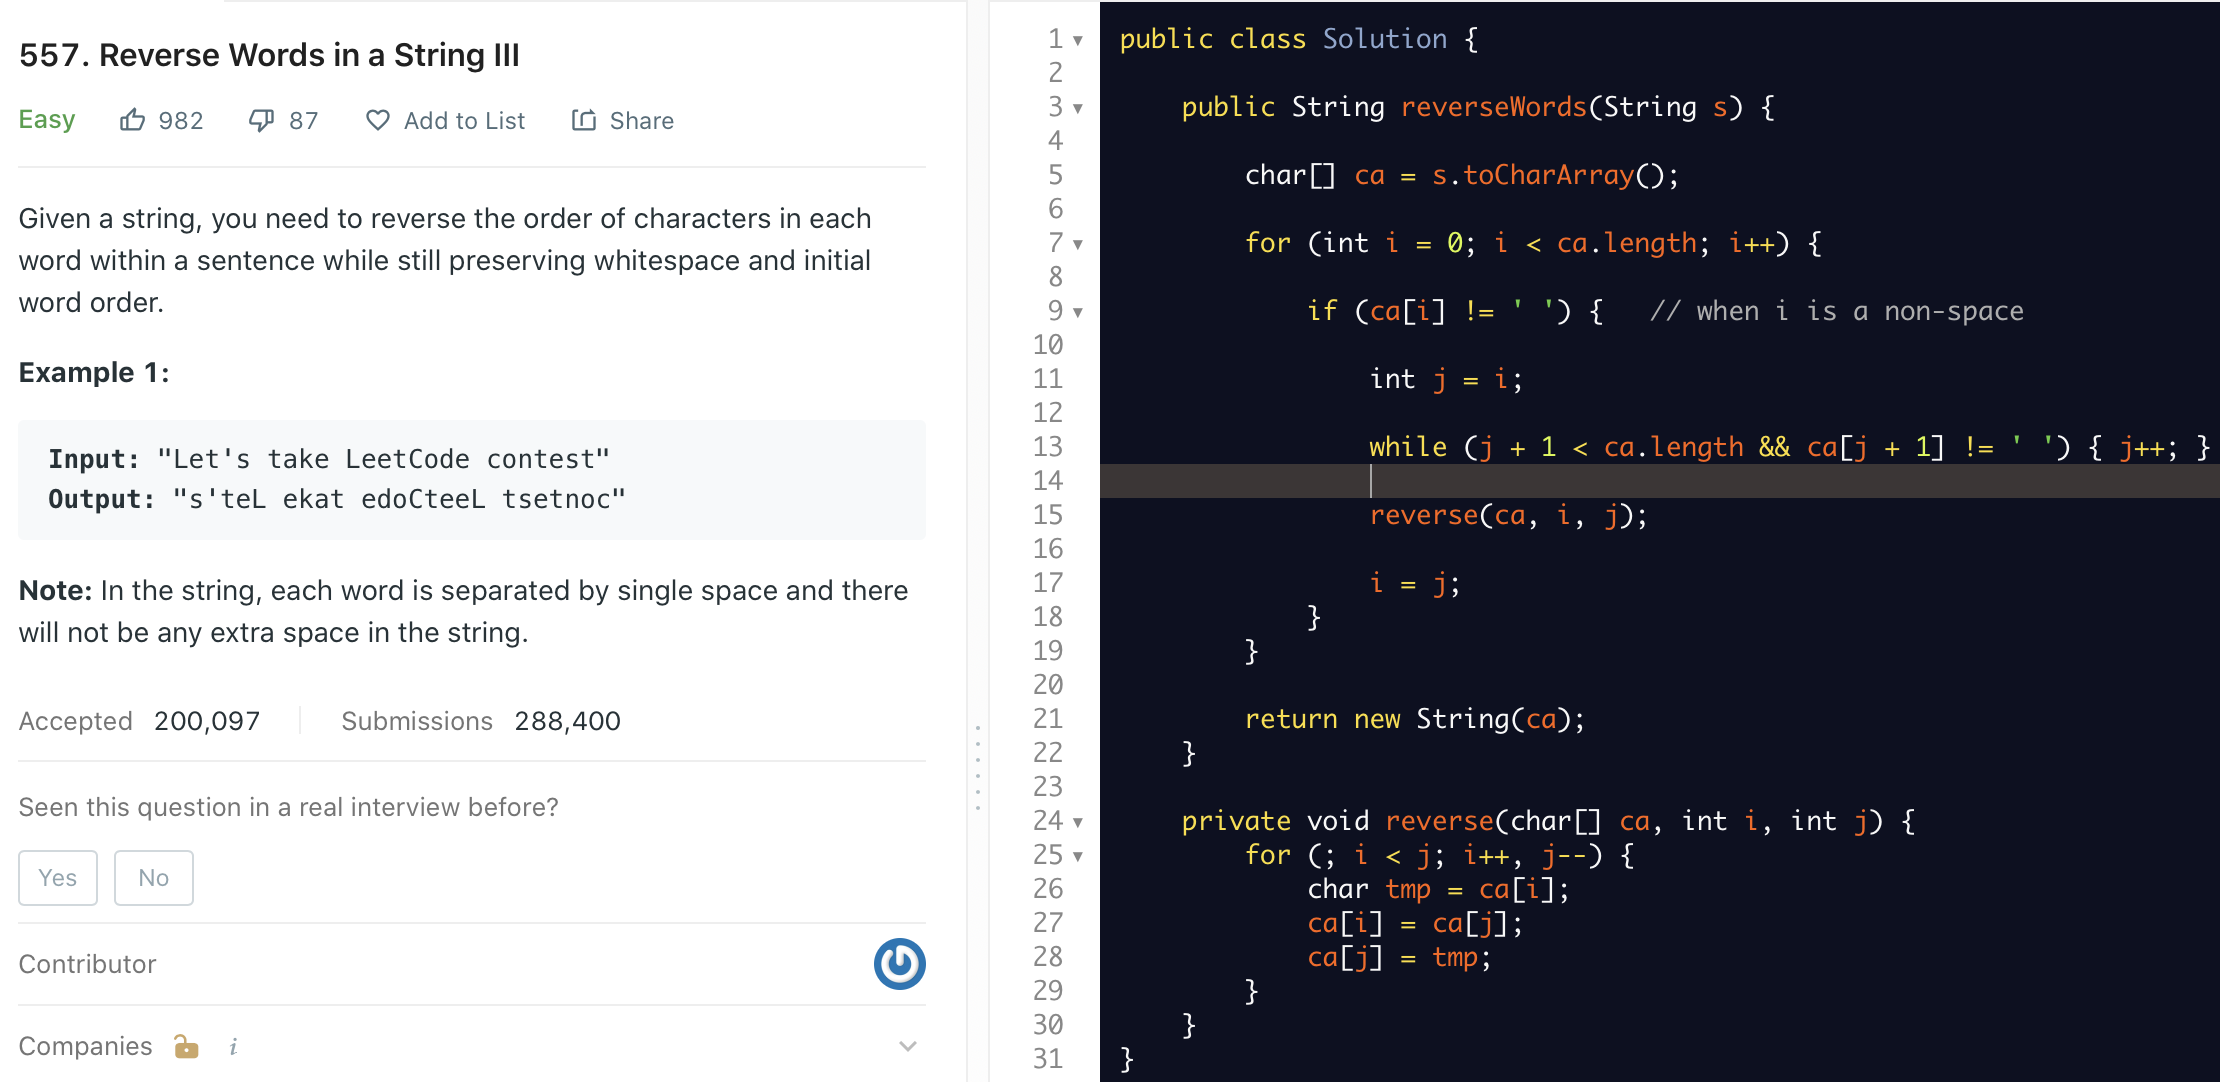 557. Reverse Words in a String III
Easy 982 87 Add to List Share
Given a string, you need to reverse the order of characters in each
word within a sentence while still preserving whitespace and initial
word order.
Example 1:
Input: "Let's take LeetCode contest"
Output: "s'teL ekat edoCteeL tsetnoc"
Note: In the string, each word is separated by single space and there
will not be any extra space in the string.
Accepted 200,097 Submissions 288,400
Seen this question in a real interview before?
Yes No
Contributor
Companies i
1 public class Solution {
2
3 public String reverseWords(String s) {
4
5 char[] ca = s.toCharArray();
6
7 for (int i = 0; i < ca.length; i++) {
8
9 if (ca[i] != ' ') { // when i is a non-space
10
11 int j = i;
12
13 while (j + 1 < ca.length && ca[j + 1] != ' ') { j++; }
14
15 reverse(ca, i, j);
16
17 i = j;
18 }
19 }
20
21 return new String(ca);
22 }
23
24 private void reverse(char[] ca, int i, int j) {
25 for (; i < j; i++, j--) {
26 char tmp = ca[i];
27 ca[i] = ca[j];
28 ca[j] = tmp;
29 }
30 }
31 }